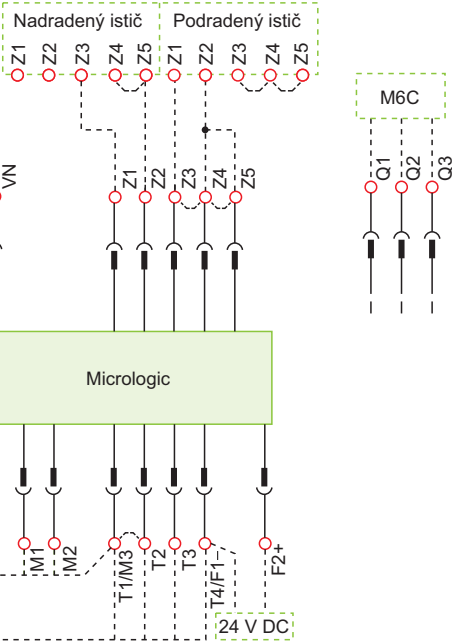 Nadradený istič Podradený istič
Z1 Z2 Z3 Z4 Z5 Z1 Z2 Z3 Z4 Z5
M6C
VN
Z1 Z2 Z3 Z4 Z5
Q1 Q2 Q3
Micrologic
M1 M2 T1/M3 T2 T3 T4/F1– F2+
24 V DC